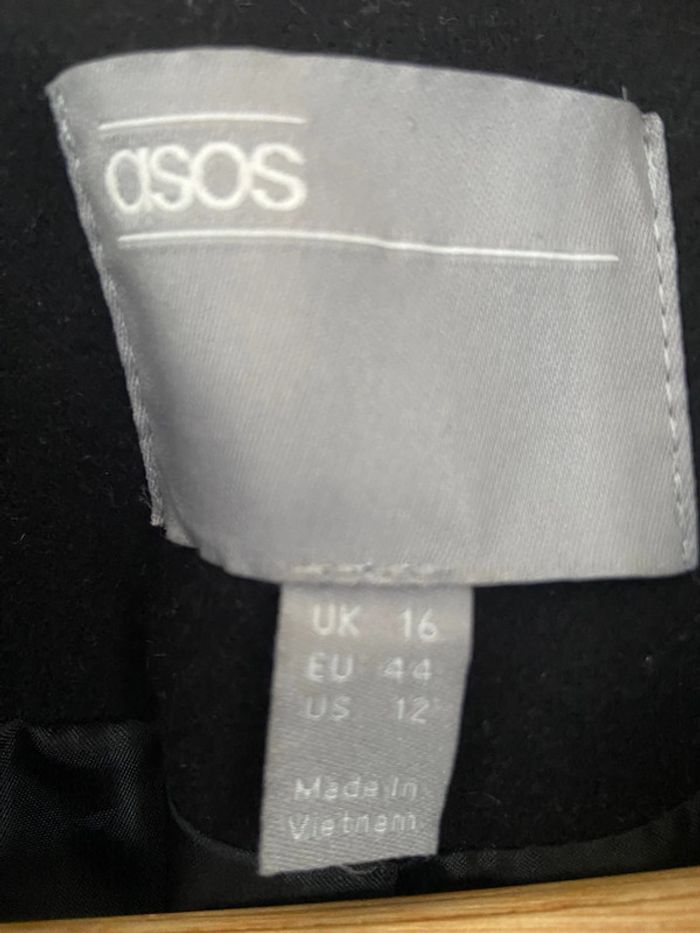 asos
UK 16
EU 44
US 12
Made In
Vietnam